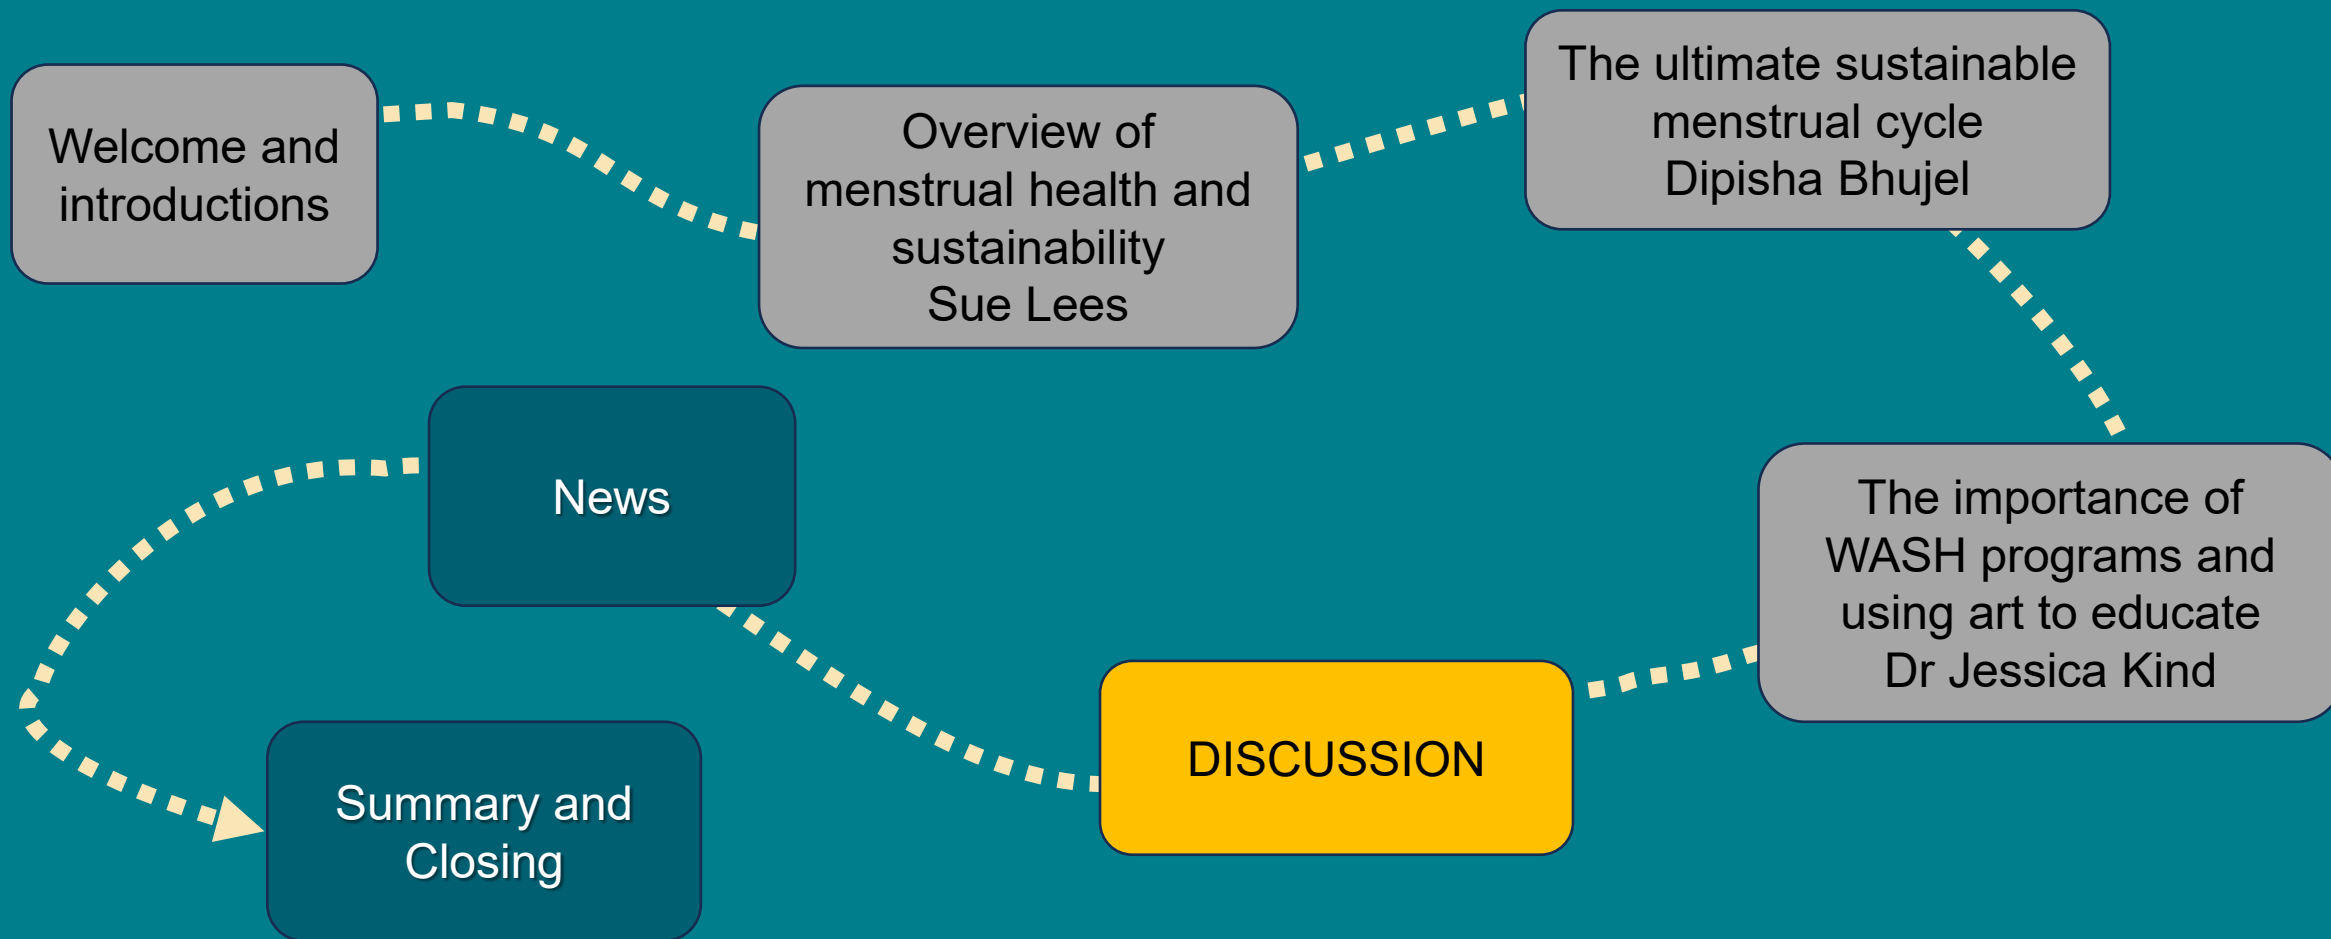 Welcome and
introductions
Overview of
menstrual health and
sustainability
Sue Lees
The ultimate sustainable
menstrual cycle
Dipisha Bhujel
The importance of
WASH programs and
using art to educate
Dr Jessica Kind
DISCUSSION
News
Summary and
Closing